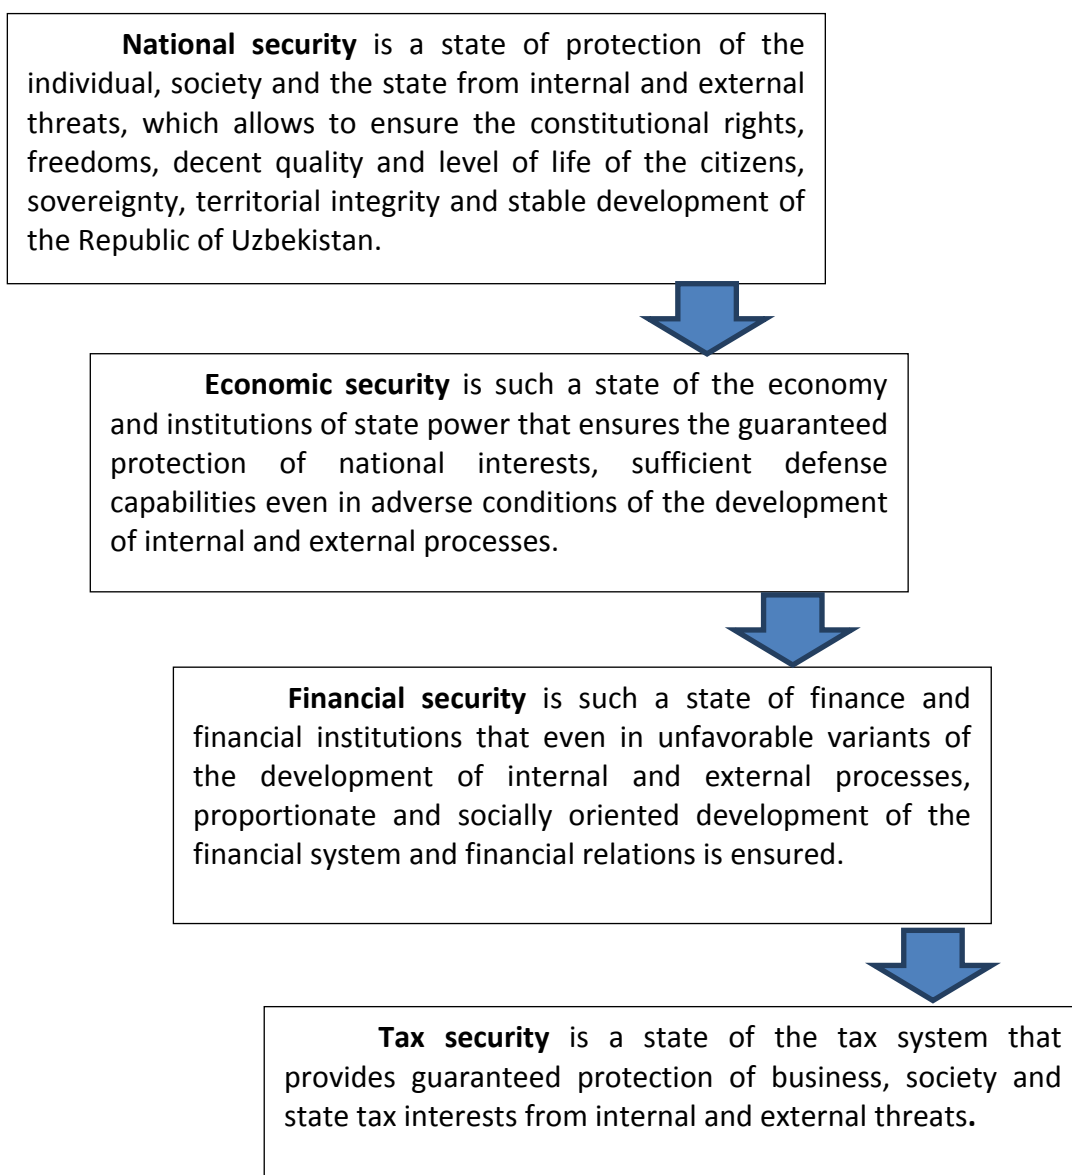 National security is a state of protection of the
individual, society and the state from internal and external
threats, which allows to ensure the constitutional rights,
freedoms, decent quality and level of life of the citizens,
sovereignty, territorial integrity and stable development of
the Republic of Uzbekistan.
Economic security is such a state of the economy
and institutions of state power that ensures the guaranteed
protection of national interests, sufficient defense
capabilities even in adverse conditions of the development
of internal and external processes.
Financial security is such a state of finance and
financial institutions that even in unfavorable variants of
the development of internal and external processes,
proportionate and socially oriented development of the
financial system and financial relations is ensured.
Tax security is a state of the tax system that
provides guaranteed protection of business, society and
state tax interests from internal and external threats.